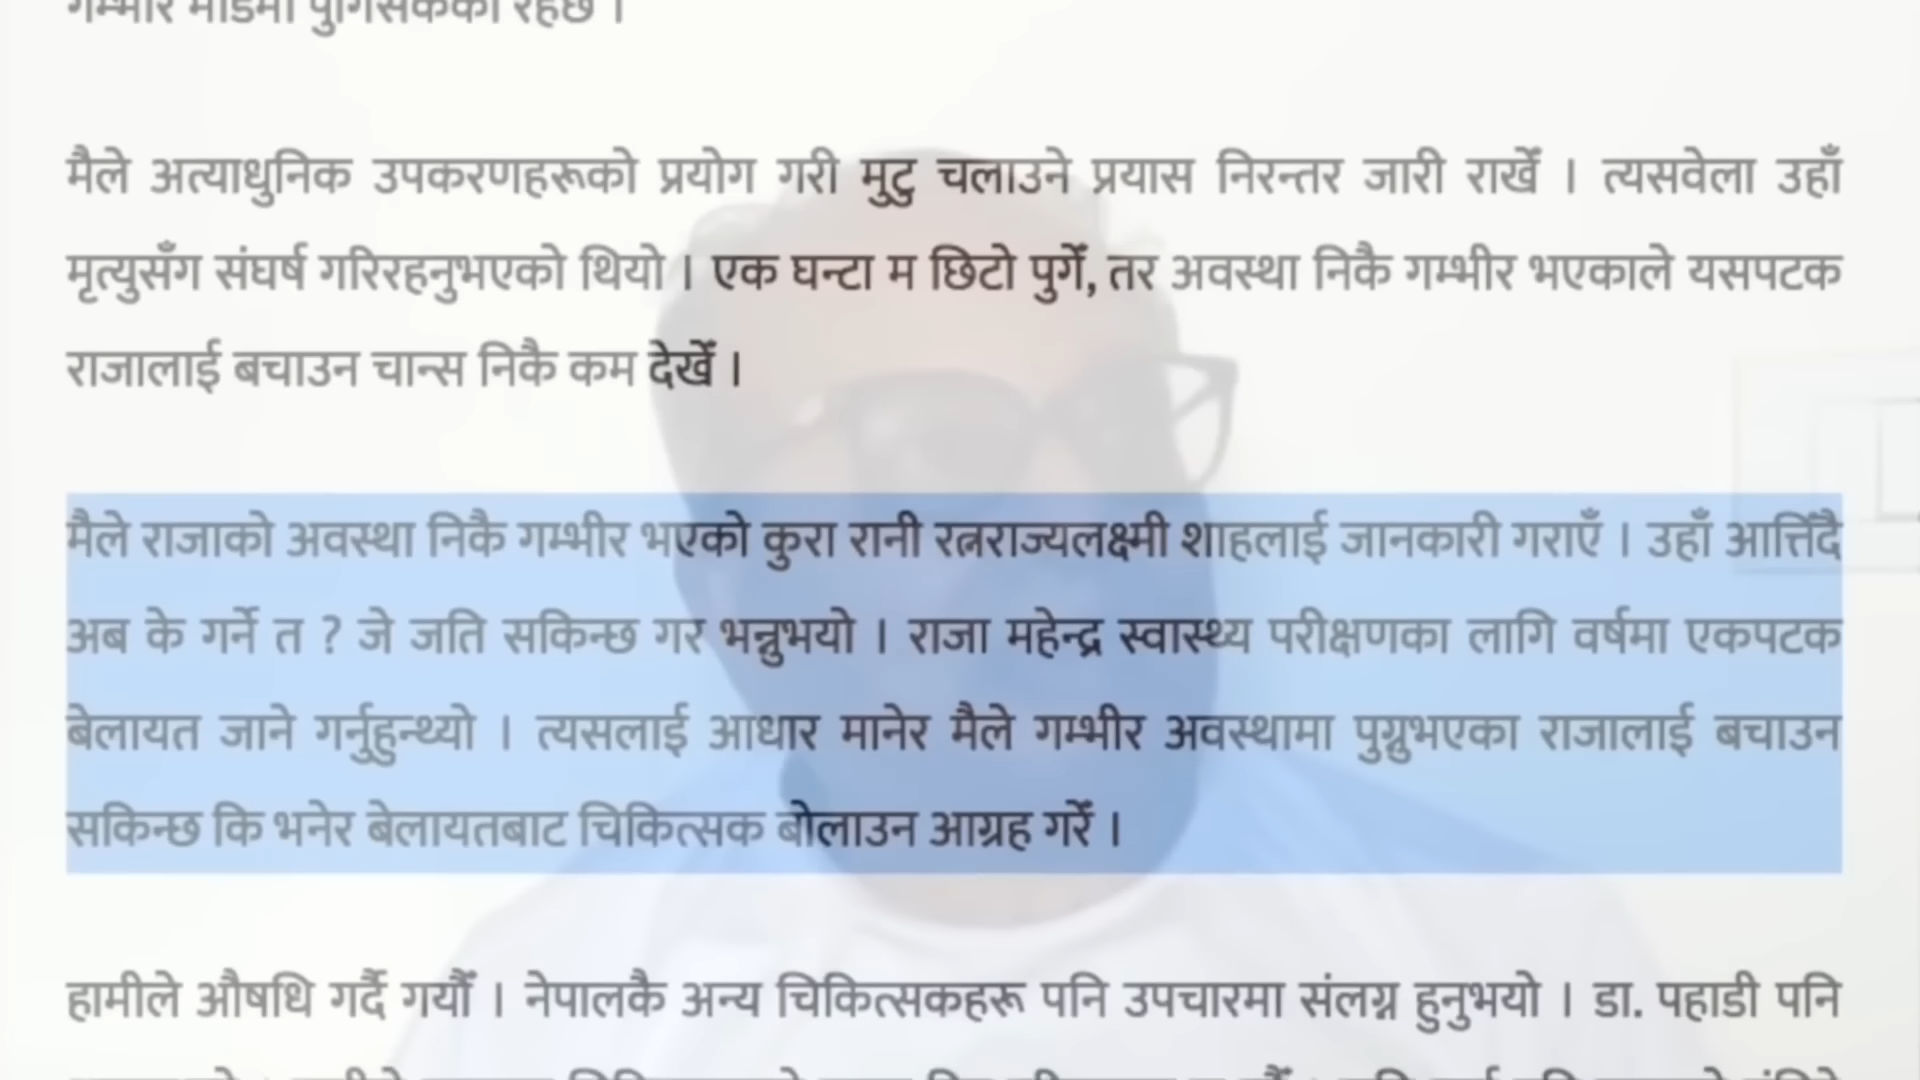 गम्भीर मोडमा पुगिसकेको रहेछ ।
मैले अत्याधुनिक उपकरणहरूको प्रयोग गरी मुटु चलाउने प्रयास निरन्तर जारी राखेँ । त्यसवेला उहाँ
मृत्युसँग संघर्ष गरिरहनुभएको थियो । एक घन्टा म छिटो पुगेँ, तर अवस्था निकै गम्भीर भएकाले यसपटक
राजालाई बचाउन चान्स निकै कम देखेँ ।
मैले राजाको अवस्था निकै गम्भीर भएको कुरा रानी रत्नराज्यलक्ष्मी शाहलाई जानकारी गराएँ । उहाँ आत्तिँदै
अब के गर्ने त ? जे जति सकिन्छ गर भन्नुभयो । राजा महेन्द्र स्वास्थ्य परीक्षणका लागि वर्षमा एकपटक
बेलायत जाने गर्नुहुन्थ्यो । त्यसलाई आधार मानेर मैले गम्भीर अवस्थामा पुग्नुभएका राजालाई बचाउन
सकिन्छ कि भनेर बेलायतबाट चिकित्सक बोलाउन आग्रह गरेँ ।
हामीले औषधि गर्दै गयौँ । नेपालकै अन्य चिकित्सकहरू पनि उपचारमा संलग्न हुनुभयो । डा. पहाडी पनि